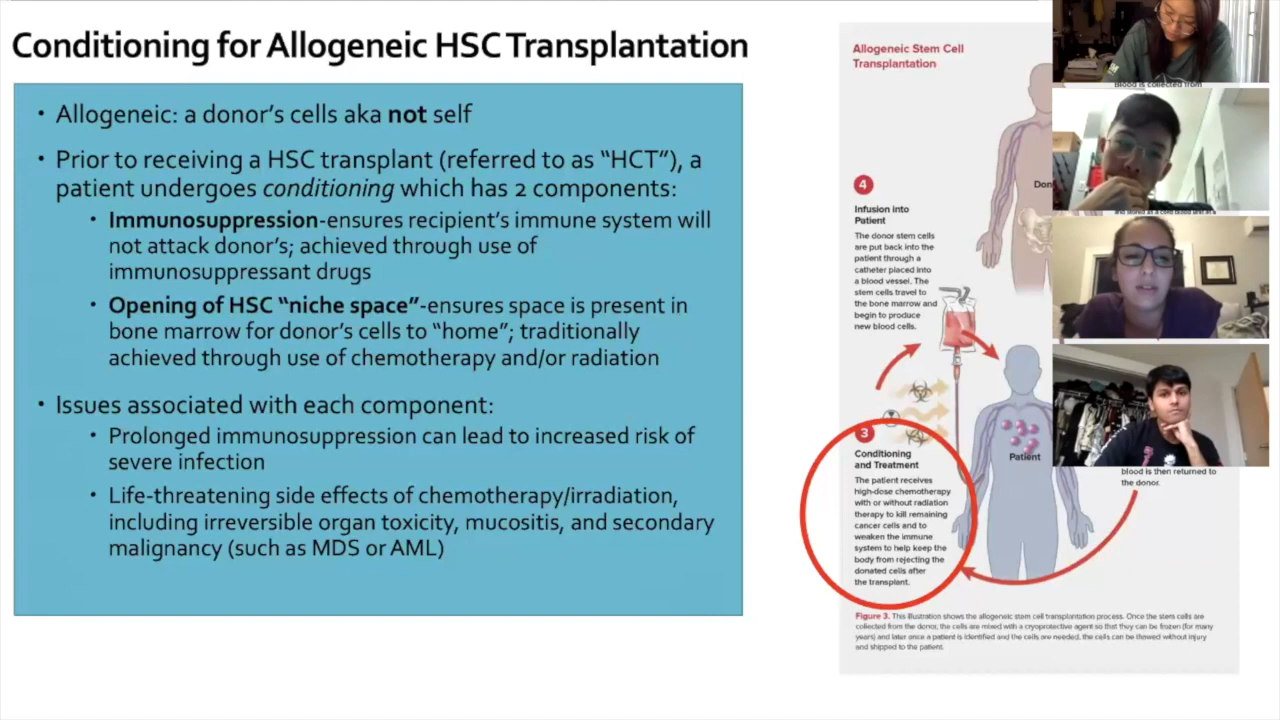 Conditioning for Allogeneic HSC Transplantation
• Allogeneic: a donor's cells aka not self
• Prior to receiving a HSC transplant (referred to as "HCT"), a
patient undergoes conditioning which has 2 components:
• Immunosuppression-ensures recipient's immune system will
not attack donor's; achieved through use of
immunosuppressant drugs
• Opening of HSC "niche space"-ensures space is present in
bone marrow for donor's cells to "home"; traditionally
achieved through use of chemotherapy and/or radiation
• Issues associated with each component:
• Prolonged immunosuppression can lead to increased risk of
severe infection
• Life-threatening side effects of chemotherapy/irradiation,
including irreversible organ toxicity, mucositis, and secondary
malignancy (such as MDS or AML)
Allogeneic Stem Cell
Transplantation
Blood is collected from
Don
4
Infusion into
Patient
The donor stem cells
are put back into the
patient through a
catheter placed into
a blood vessel. The
stem cells travel to
the bone marrow and
begin to produce
new blood cells.
3
Conditioning
and Treatment
The patient receives
high-dose chemotherapy
with or without radiation
therapy to kill remaining
cancer cells and to
weaken the immune
system to help keep the
body from rejecting the
donated cells after
the transplant.
Patient
blood is then returned to
the donor.
Figure 3. This illustration shows the allogeneic stem cell transplantation process. Once the stem cells are
collected from the donor, the cells are mixed with a cryoprotective agent so that they can be frozen (for many
years) and later once a patient is identified and the cells are needed, the cells can be thawed without injury
and shipped to the patient.